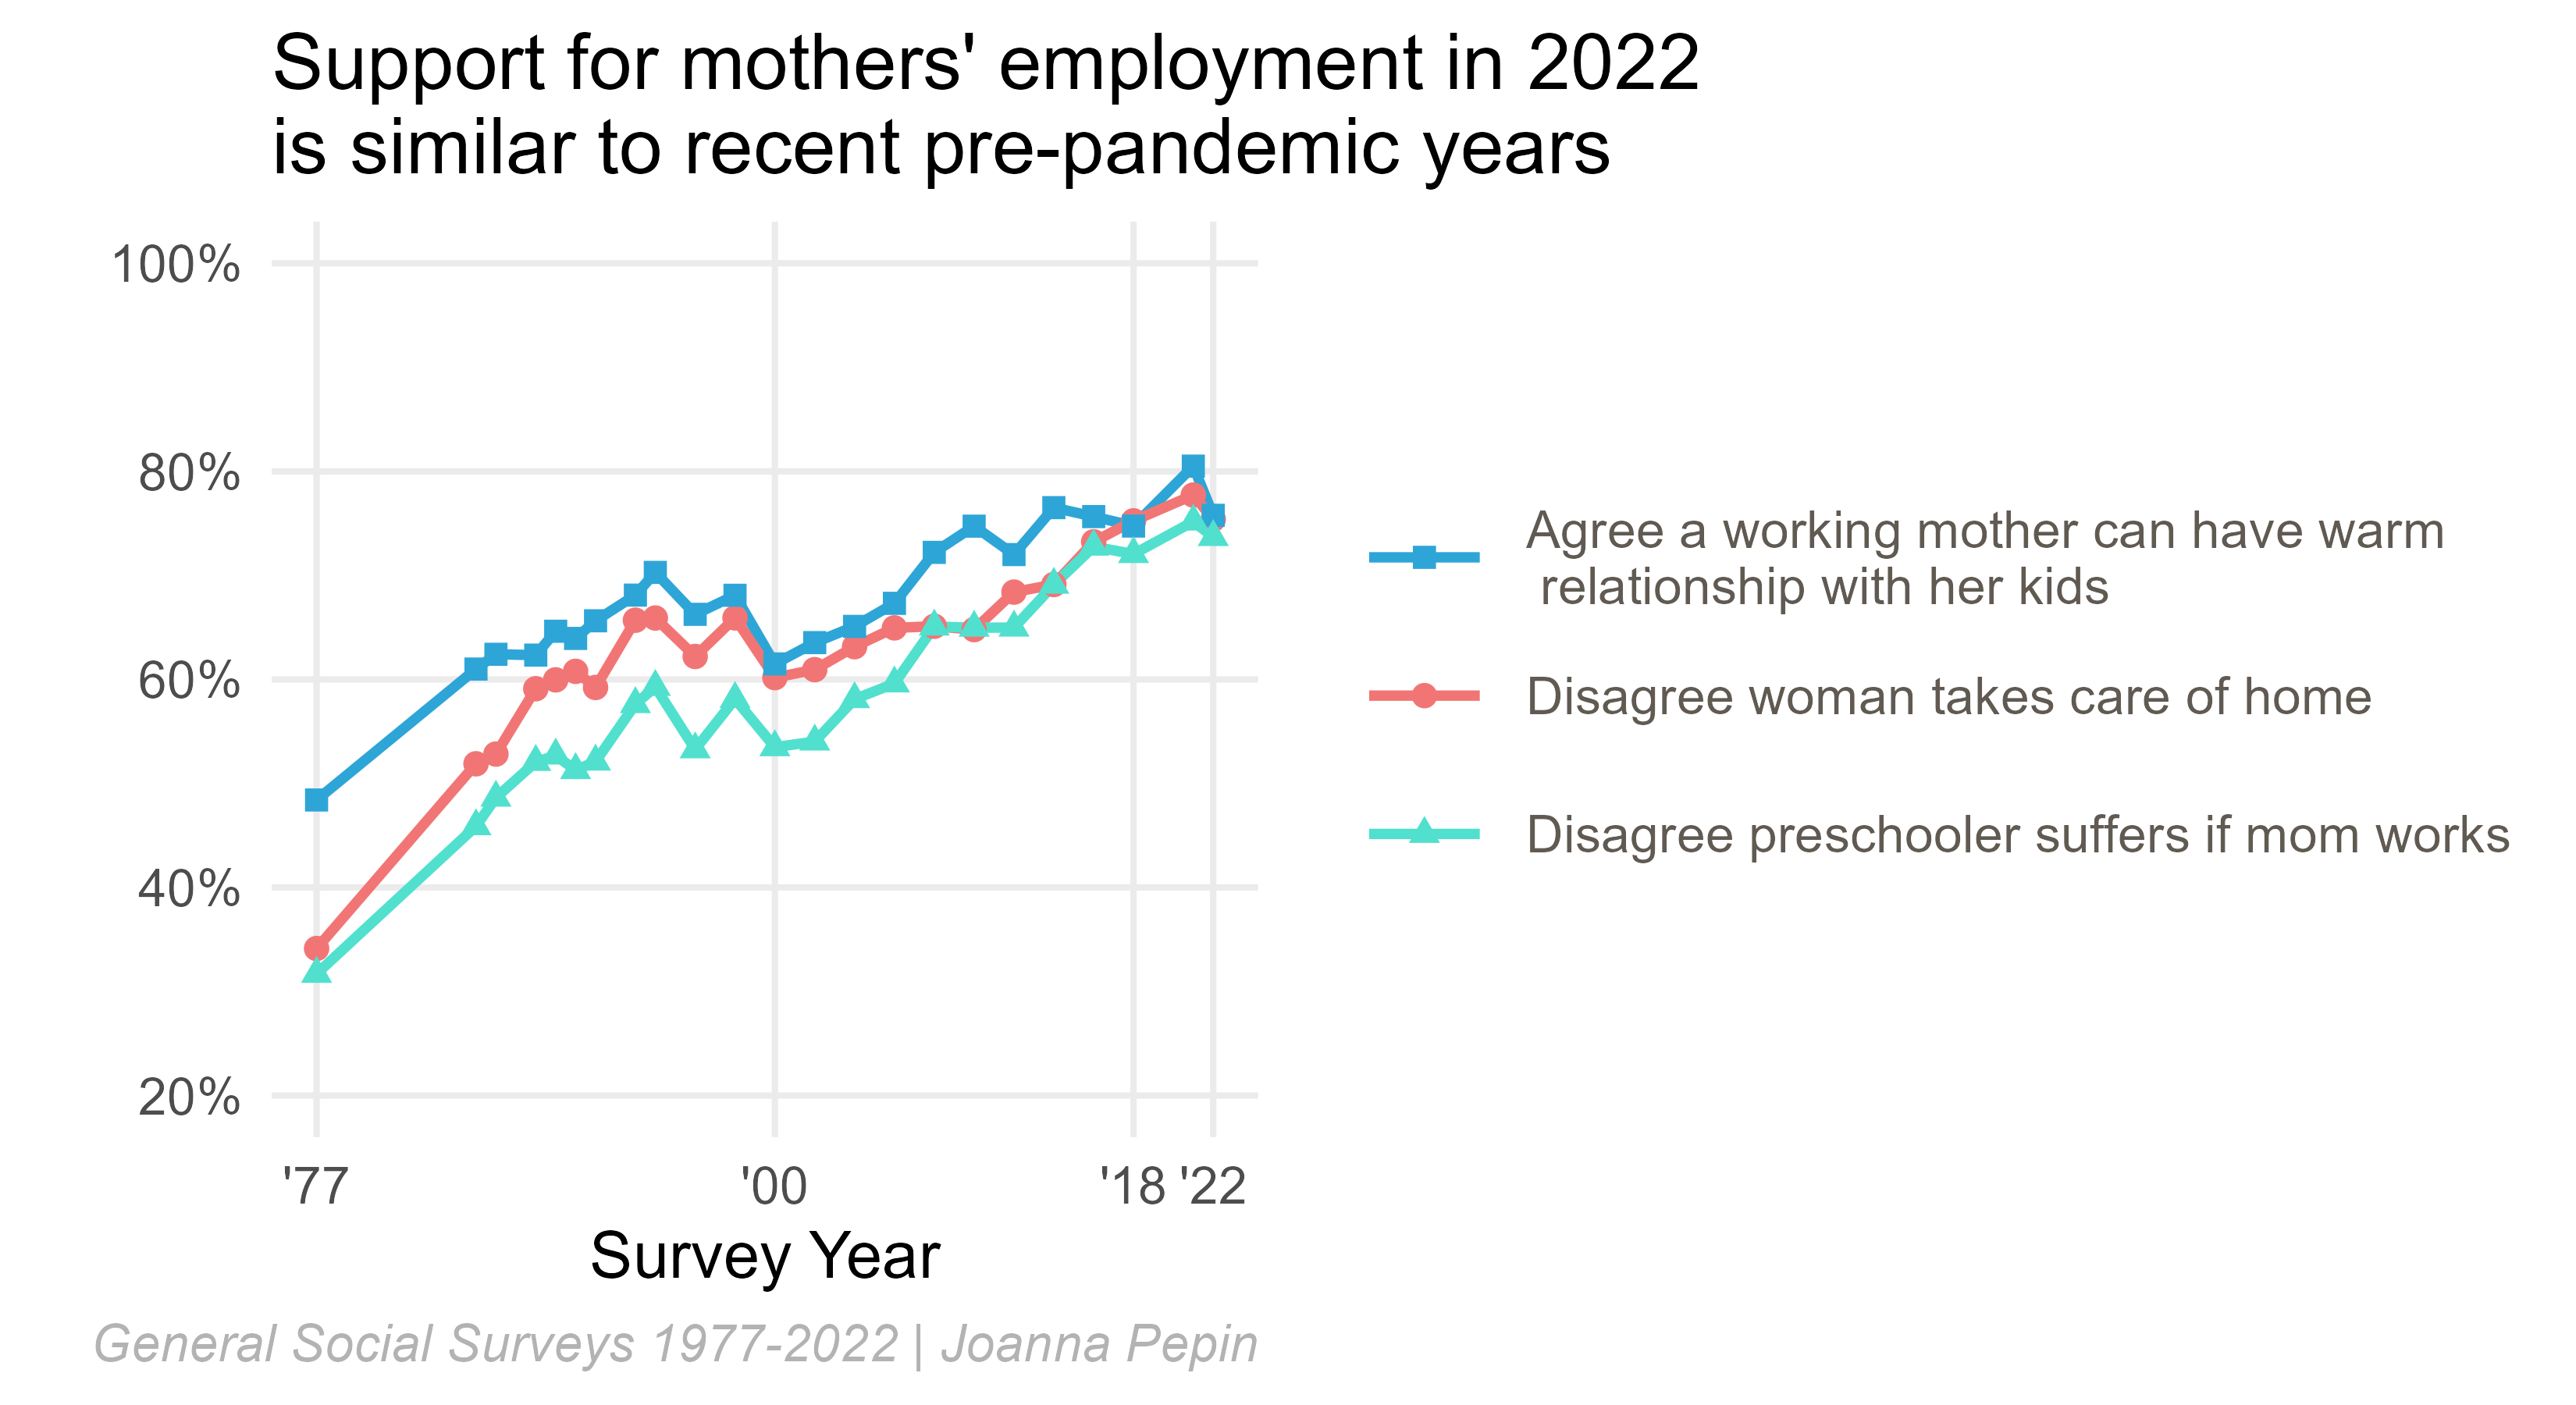 Support for mothers' employment in 2022
is similar to recent pre-pandemic years
100%
80%
60%
40%
20%
'77 '00 '18 '22
Survey Year
Agree a working mother can have warm
relationship with her kids
Disagree woman takes care of home
Disagree preschooler suffers if mom works
General Social Surveys 1977-2022 | Joanna Pepin